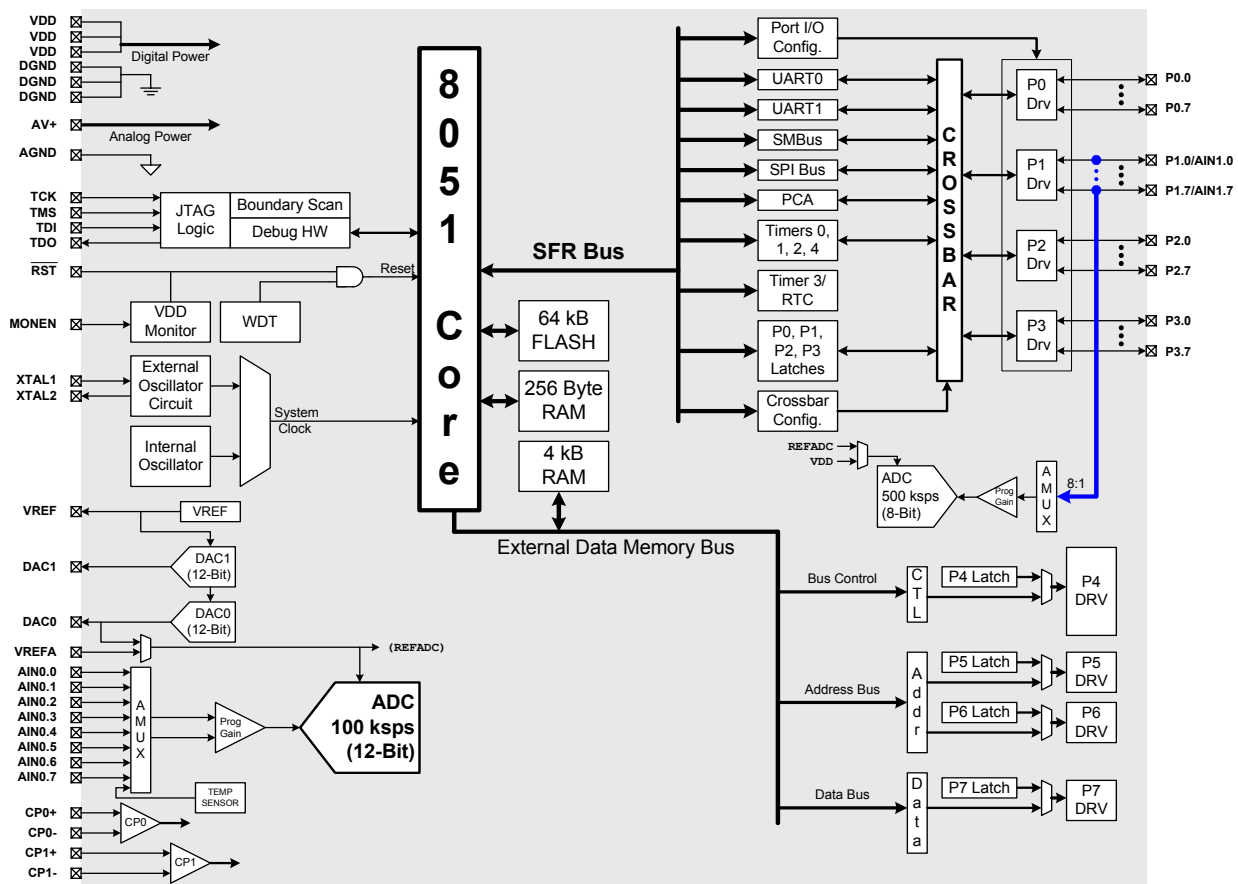 VDD
VDD
VDD
Digital Power
DGND
DGND
DGND
AV+
Analog Power
AGND
TCK
TMS
TDI
TDO
JTAG
Logic
Boundary Scan
Debug HW
RST
Reset
MONEN
VDD
Monitor
WDT
XTAL1
XTAL2
External
Oscillator
Circuit
Internal
Oscillator
System
Clock
VREF
VREF
DAC1
DAC1
(12-Bit)
DAC0
DAC0
(12-Bit)
VREFA
(REFADC)
AIN0.0
AIN0.1
AIN0.2
AIN0.3
AIN0.4
AIN0.5
AIN0.6
AIN0.7
AMUX
Prog
Gain
ADC
100 ksps
(12-Bit)
TEMP
SENSOR
CP0+
CP0-
CP0
CP1+
CP1-
CP1
8051 Core
SFR Bus
64 kB
FLASH
256 Byte
RAM
4 kB
RAM
External Data Memory Bus
Port I/O
Config.
UART0
UART1
SMBus
SPI Bus
PCA
Timers 0,
1, 2, 4
Timer 3/
RTC
P0, P1,
P2, P3
Latches
Crossbar
Config.
CROSSBAR
P0
Drv
P1
Drv
P2
Drv
P3
Drv
P0.0
P0.7
P1.0/AIN1.0
P1.7/AIN1.7
P2.0
P2.7
P3.0
P3.7
REFADC
VDD
ADC
500 ksps
(8-Bit)
Prog
Gain
AMUX
8:1
Bus Control
CTL
P4 Latch
P4
DRV
Address Bus
Addr
P5 Latch
P5
DRV
P6 Latch
P6
DRV
Data Bus
Data
P7 Latch
P7
DRV